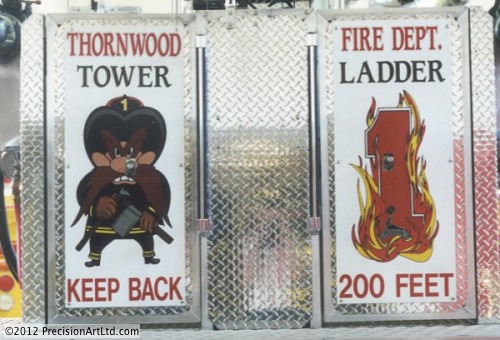 THORNWOOD
TOWER
1
KEEP BACK
FIRE DEPT.
LADDER
1
200 FEET
©2012 PrecisionArtLtd.com